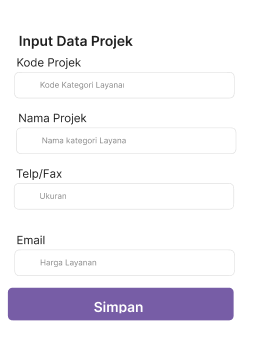 Input Data Projek
Kode Projek
Kode Kategori Layanan
Nama Projek
Nama kategori Layana
Telp/Fax
Ukuran
Email
Harga Layanan
Simpan